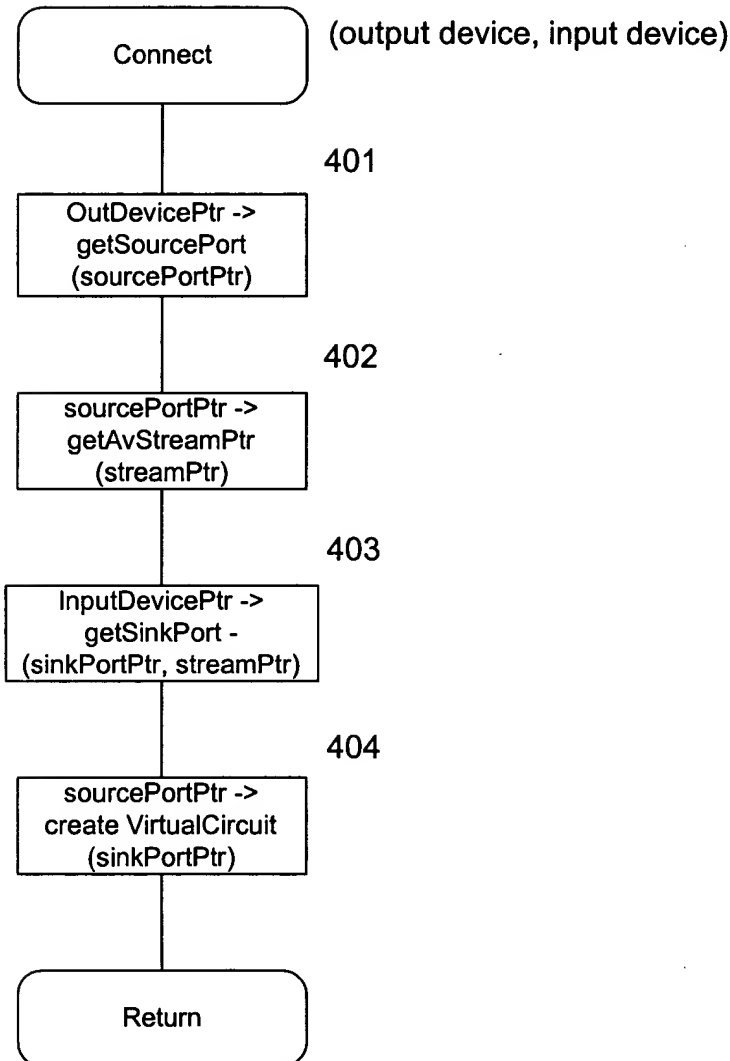 Connect
(output device, input device)
401
OutDevicePtr ->
getSourcePort
(sourcePortPtr)
402
sourcePortPtr ->
getAvStreamPtr
(streamPtr)
403
InputDevicePtr ->
getSinkPort -
(sinkPortPtr, streamPtr)
404
sourcePortPtr ->
create VirtualCircuit
(sinkPortPtr)
Return